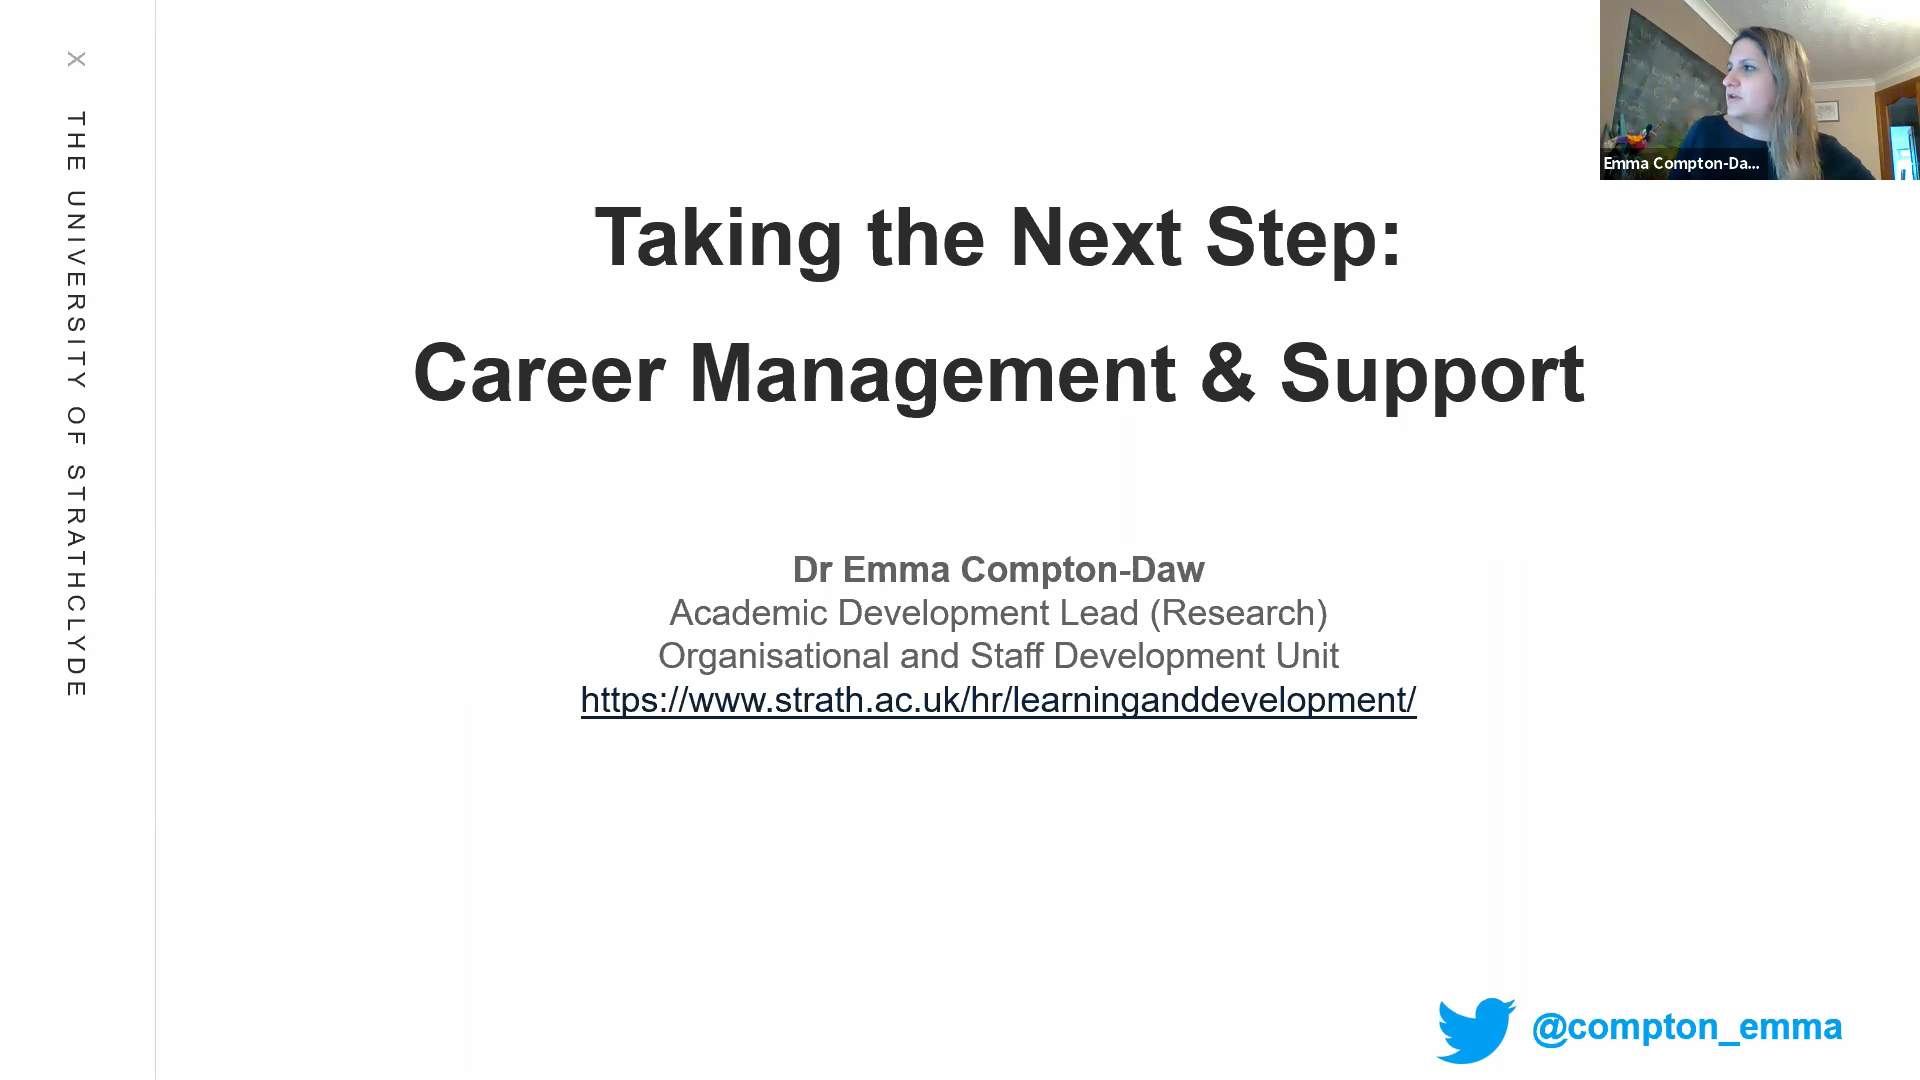 X THE UNIVERSITY OF STRATHCLYDE
Emma Compton-Da...
Taking the Next Step:
Career Management & Support
Dr Emma Compton-Daw
Academic Development Lead (Research)
Organisational and Staff Development Unit
https://www.strath.ac.uk/hr/learninganddevelopment/
@compton_emma